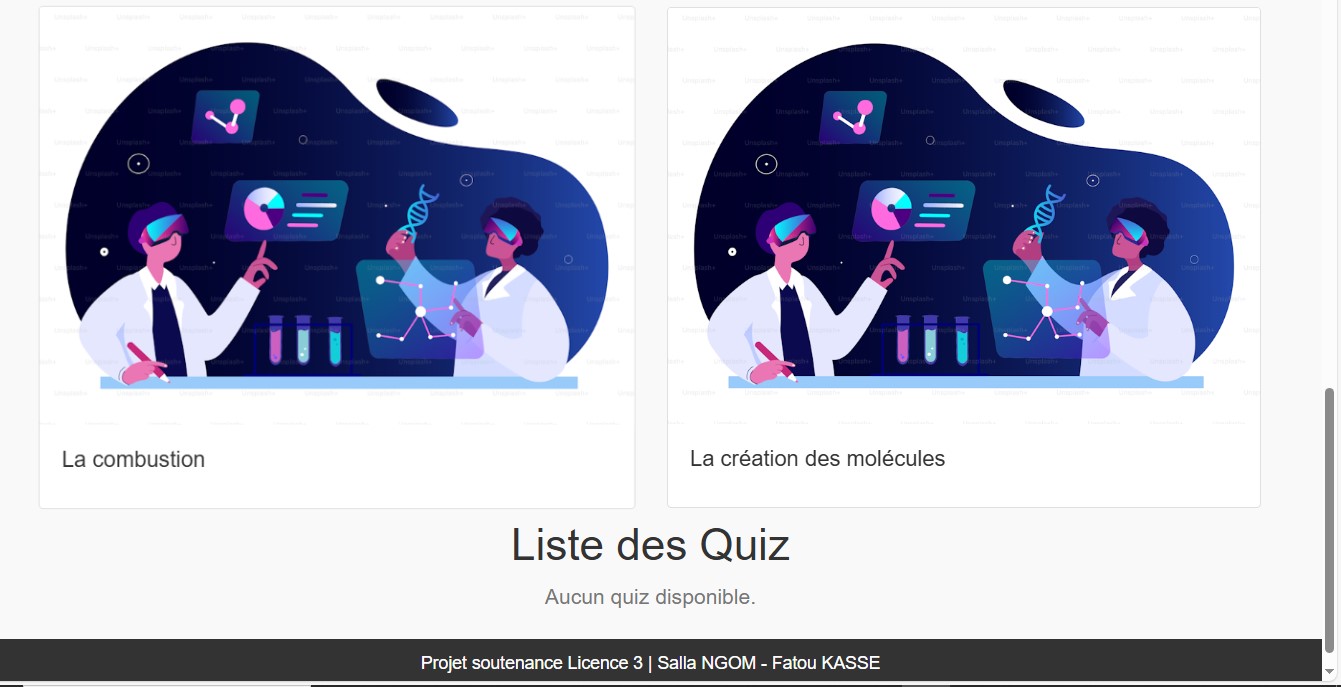 La combustion
La création des molécules
Liste des Quiz
Aucun quiz disponible.
Projet soutenance Licence 3 | Salla NGOM - Fatou KASSE